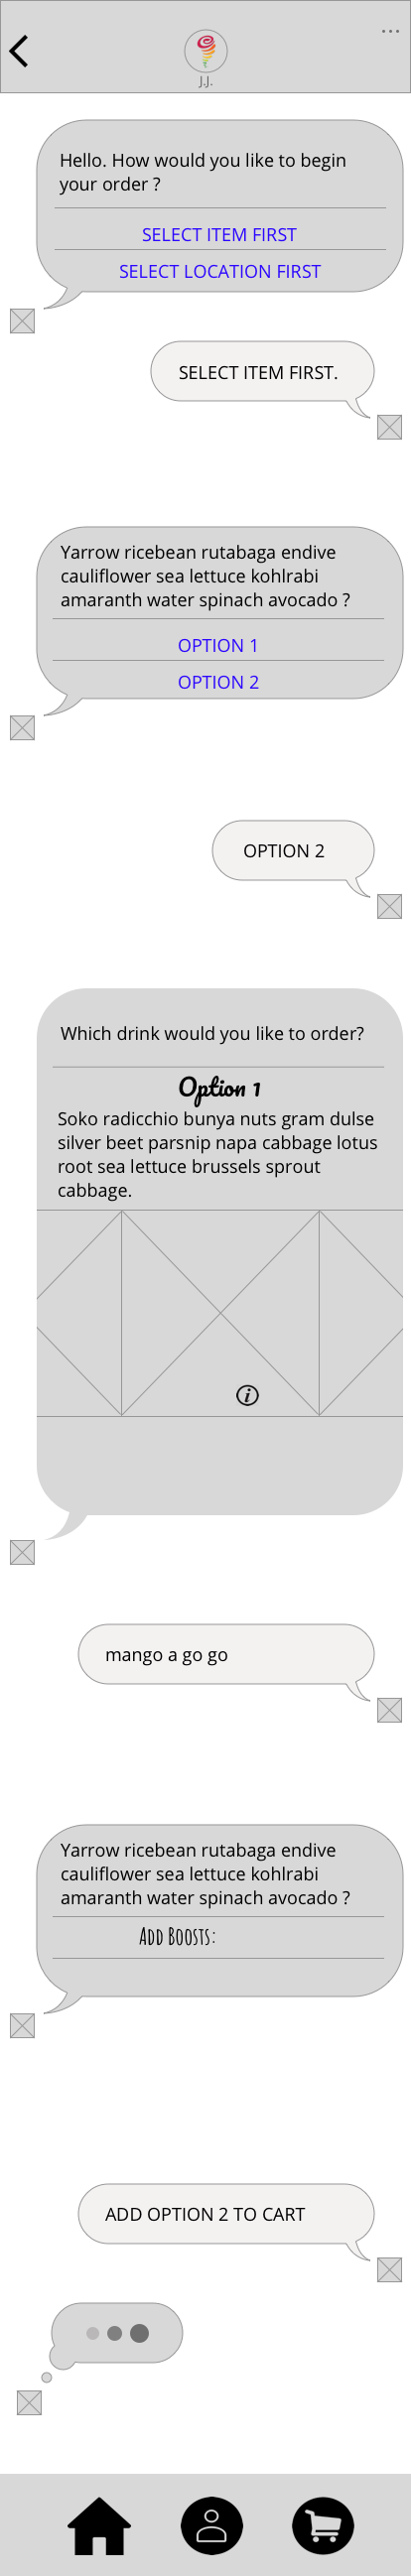 ...
J.J.
Hello. How would you like to begin
your order ?
SELECT ITEM FIRST
SELECT LOCATION FIRST
SELECT ITEM FIRST.
Yarrow ricebean rutabaga endive
cauliflower sea lettuce kohlrabi
amaranth water spinach avocado ?
OPTION 1
OPTION 2
OPTION 2
Which drink would you like to order?
Option 1
Soko radicchio bunya nuts gram dulse
silver beet parsnip napa cabbage lotus
root sea lettuce brussels sprout
cabbage.
i
mango a go go
Yarrow ricebean rutabaga endive
cauliflower sea lettuce kohlrabi
amaranth water spinach avocado ?
Add Boosts:
ADD OPTION 2 TO CART